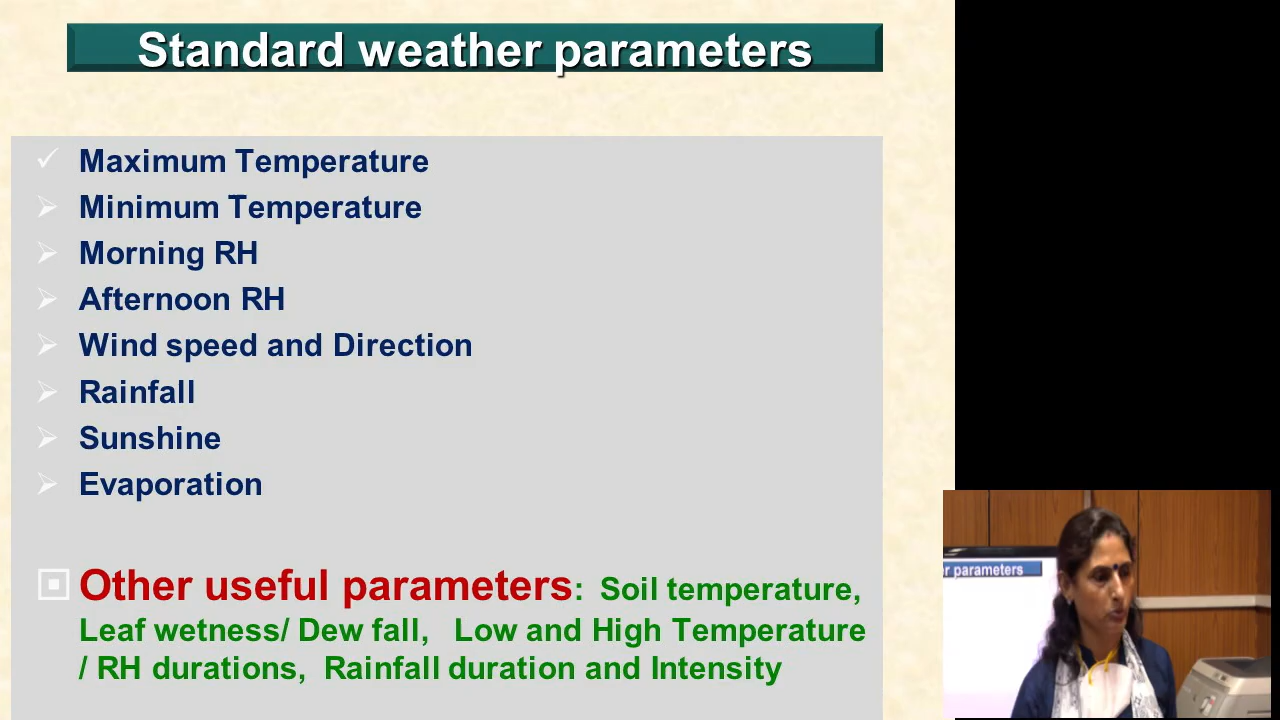 Standard weather parameters
Maximum Temperature
Minimum Temperature
Morning RH
Afternoon RH
Wind speed and Direction
Rainfall
Sunshine
Evaporation
Other useful parameters: Soil temperature,
Leaf wetness/ Dew fall, Low and High Temperature
/ RH durations, Rainfall duration and Intensity
er parameters